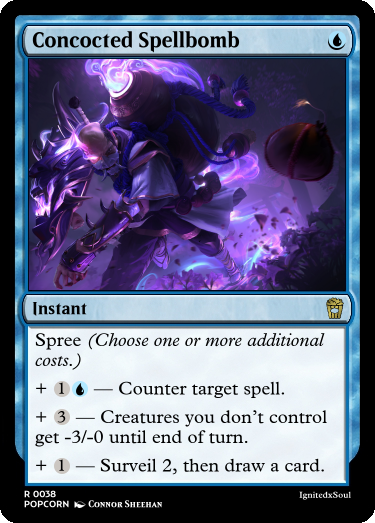 Concocted Spellbomb
Instant
Spree (Choose one or more additional
costs.)
+ 1 — Counter target spell.
+ 3 — Creatures you don't control
get -3/-0 until end of turn.
+ 1 — Surveil 2, then draw a card.
R 0038
POPCORN Connor Sheehan
IgnitedxSoul